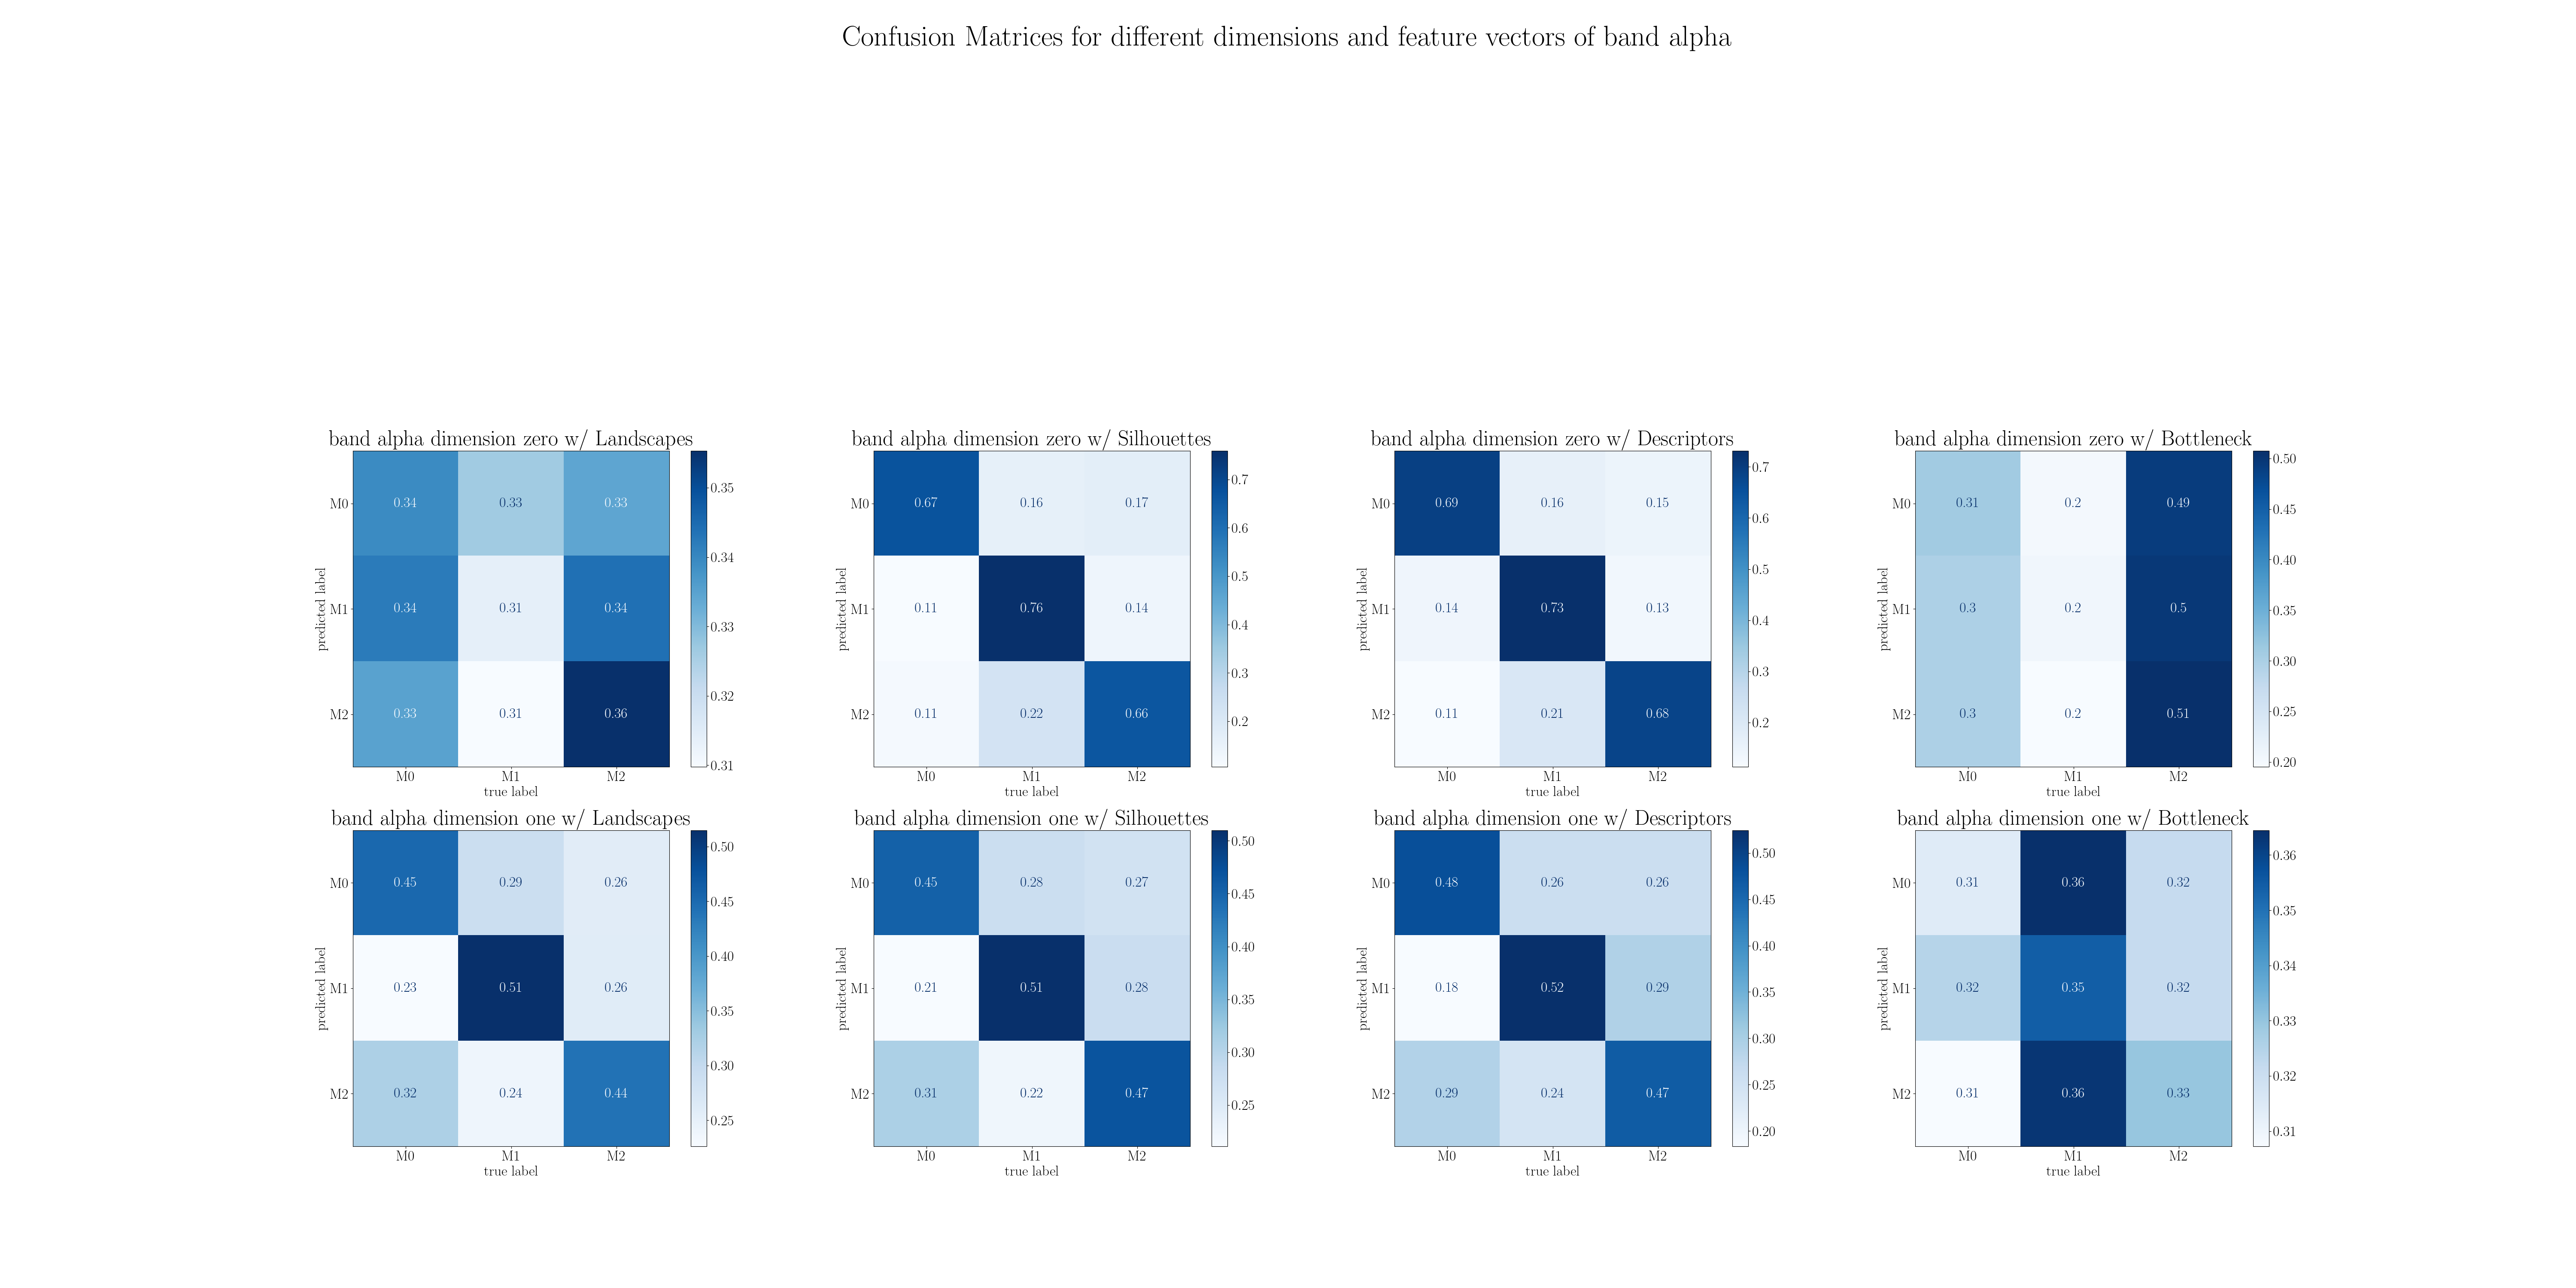 Confusion Matrices for different dimensions and feature vectors of band alpha
band alpha dimension zero w/ Landscapes
predicted label
M0 0.34 0.33 0.33
M1 0.34 0.31 0.34
M2 0.33 0.31 0.36
M0 M1 M2
true label
0.35
0.34
0.33
0.32
0.31
band alpha dimension zero w/ Silhouettes
predicted label
M0 0.67 0.16 0.17
M1 0.11 0.76 0.14
M2 0.11 0.22 0.66
M0 M1 M2
true label
0.7
0.6
0.5
0.4
0.3
0.2
band alpha dimension zero w/ Descriptors
predicted label
M0 0.69 0.16 0.15
M1 0.14 0.73 0.13
M2 0.11 0.21 0.68
M0 M1 M2
true label
0.7
0.6
0.5
0.4
0.3
0.2
band alpha dimension zero w/ Bottleneck
predicted label
M0 0.31 0.2 0.49
M1 0.3 0.2 0.5
M2 0.3 0.2 0.51
M0 M1 M2
true label
0.50
0.45
0.40
0.35
0.30
0.25
0.20
band alpha dimension one w/ Landscapes
predicted label
M0 0.45 0.29 0.26
M1 0.23 0.51 0.26
M2 0.32 0.24 0.44
M0 M1 M2
true label
0.50
0.45
0.40
0.35
0.30
0.25
band alpha dimension one w/ Silhouettes
predicted label
M0 0.45 0.28 0.27
M1 0.21 0.51 0.28
M2 0.31 0.22 0.47
M0 M1 M2
true label
0.50
0.45
0.40
0.35
0.30
0.25
band alpha dimension one w/ Descriptors
predicted label
M0 0.48 0.26 0.26
M1 0.18 0.52 0.29
M2 0.29 0.24 0.47
M0 M1 M2
true label
0.50
0.45
0.40
0.35
0.30
0.25
0.20
band alpha dimension one w/ Bottleneck
predicted label
M0 0.31 0.36 0.32
M1 0.32 0.35 0.32
M2 0.31 0.36 0.33
M0 M1 M2
true label
0.36
0.35
0.34
0.33
0.32
0.31